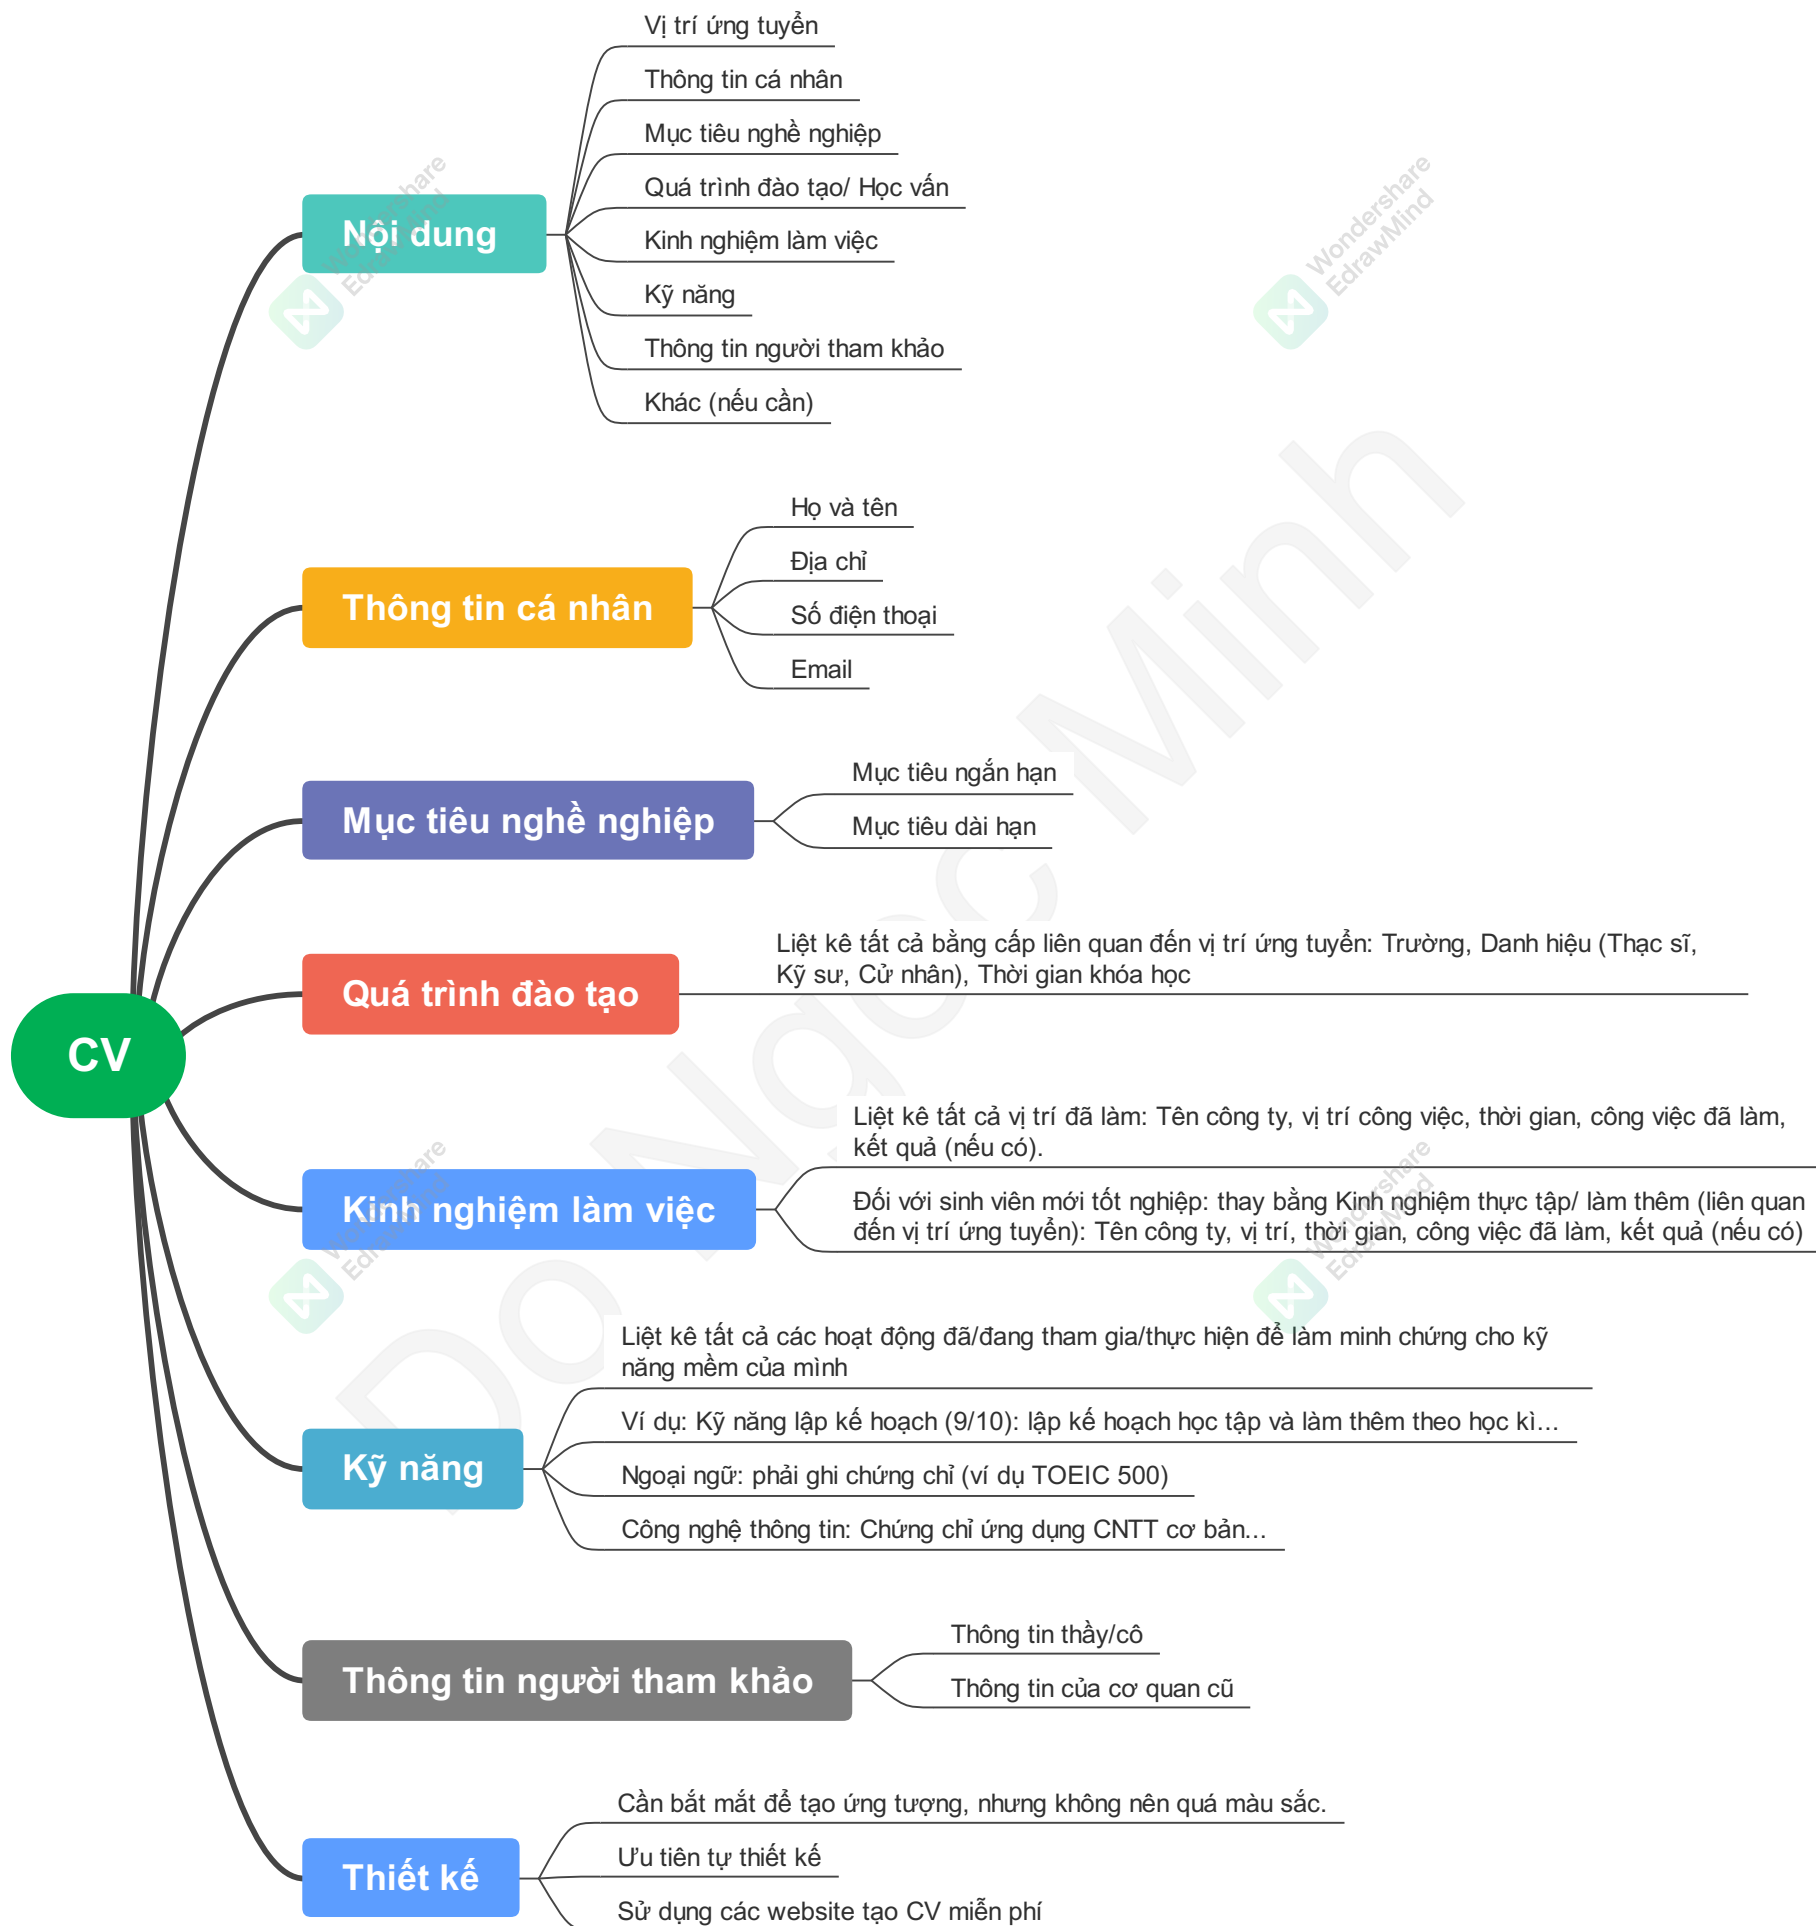 CV
Nội dung
Vị trí ứng tuyển
Thông tin cá nhân
Mục tiêu nghề nghiệp
Quá trình đào tạo/ Học vấn
Kinh nghiệm làm việc
Kỹ năng
Thông tin người tham khảo
Khác (nếu cần)
Thông tin cá nhân
Họ và tên
Địa chỉ
Số điện thoại
Email
Mục tiêu nghề nghiệp
Mục tiêu ngắn hạn
Mục tiêu dài hạn
Quá trình đào tạo
Liệt kê tất cả bằng cấp liên quan đến vị trí ứng tuyển: Trường, Danh hiệu (Thạc sĩ,
Kỹ sư, Cử nhân), Thời gian khóa học
Kinh nghiệm làm việc
Liệt kê tất cả vị trí đã làm: Tên công ty, vị trí công việc, thời gian, công việc đã làm,
kết quả (nếu có).
Đối với sinh viên mới tốt nghiệp: thay bằng Kinh nghiệm thực tập/ làm thêm (liên quan
đến vị trí ứng tuyển): Tên công ty, vị trí, thời gian, công việc đã làm, kết quả (nếu có)
Kỹ năng
Liệt kê tất cả các hoạt động đã/đang tham gia/thực hiện để làm minh chứng cho kỹ
năng mềm của mình
Ví dụ: Kỹ năng lập kế hoạch (9/10): lập kế hoạch học tập và làm thêm theo học kì...
Ngoại ngữ: phải ghi chứng chỉ (ví dụ TOEIC 500)
Công nghệ thông tin: Chứng chỉ ứng dụng CNTT cơ bản...
Thông tin người tham khảo
Thông tin thầy/cô
Thông tin của cơ quan cũ
Thiết kế
Cần bắt mắt để tạo ứng tượng, nhưng không nên quá màu sắc.
Ưu tiên tự thiết kế
Sử dụng các website tạo CV miễn phí
Do Ngoc Minh
Wondershare
EdrawMind
Wondershare
EdrawMind
Wondershare
EdrawMind
Wondershare
EdrawMind